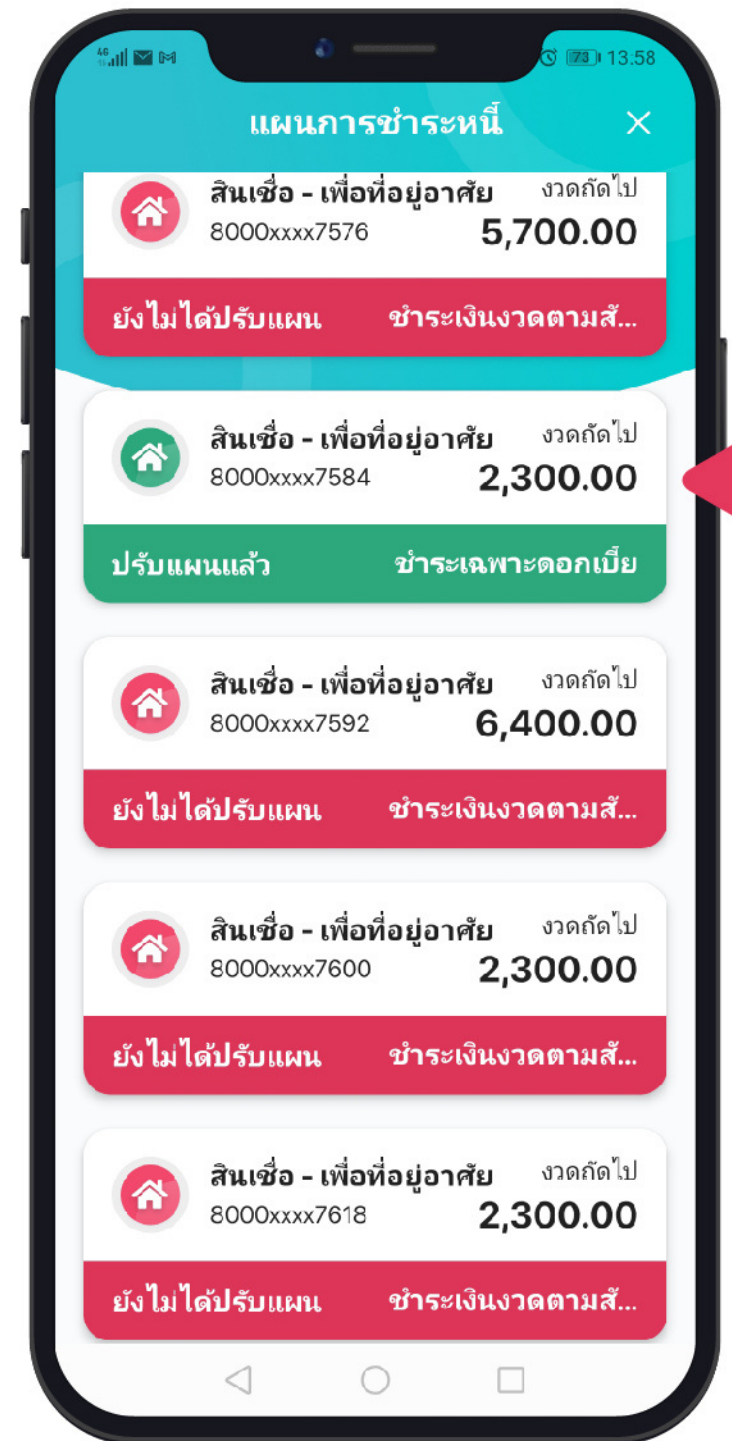 4G 73 13:58
แผนการชำระหนี้
สินเชื่อ - เพื่อที่อยู่อาศัย งวดถัดไป
8000xxxx7576 5,700.00
ยังไม่ได้ปรับแผน ชำระเงินงวดตามสั...
สินเชื่อ - เพื่อที่อยู่อาศัย งวดถัดไป
8000xxxx7584 2,300.00
ปรับแผนแล้ว ชำระเฉพาะดอกเบี้ย
สินเชื่อ - เพื่อที่อยู่อาศัย งวดถัดไป
8000xxxx7592 6,400.00
ยังไม่ได้ปรับแผน ชำระเงินงวดตามสั...
สินเชื่อ - เพื่อที่อยู่อาศัย งวดถัดไป
8000xxxx7600 2,300.00
ยังไม่ได้ปรับแผน ชำระเงินงวดตามสั...
สินเชื่อ - เพื่อที่อยู่อาศัย งวดถัดไป
8000xxxx7618 2,300.00
ยังไม่ได้ปรับแผน ชำระเงินงวดตามสั...